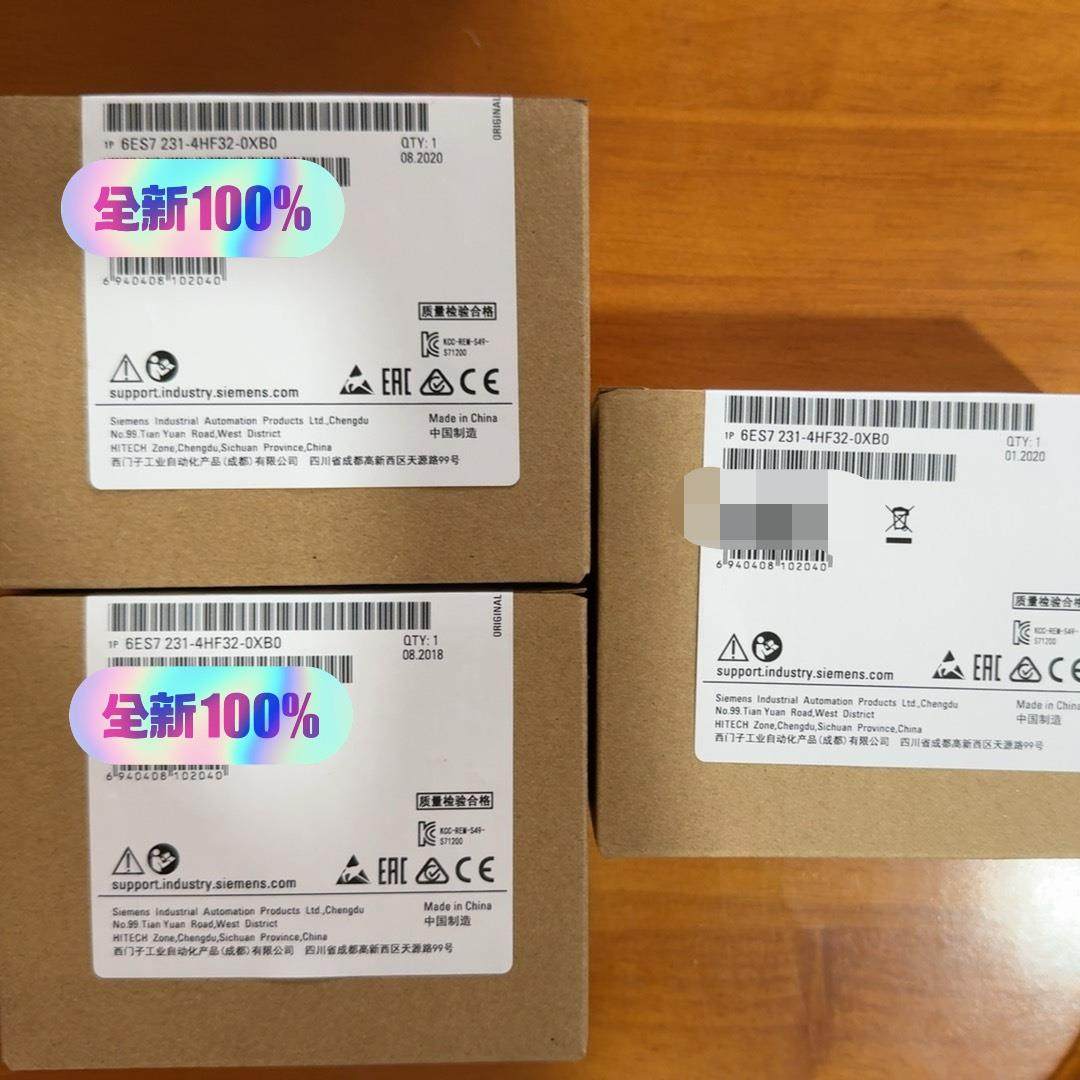 ORIGINAL
1P 6ES7 231-4HF32-0XB0
QTY: 1
08.2020
全新100%
6 940408 102040
质量检验合格
KCC-REM-S49-
S71200
EAC
CE
support.industry.siemens.com
Siemens Industrial Automation Products Ltd.,Chengdu
No.99.Tian Yuan Road,West District
HITECH Zone,Chengdu,Sichuan Province,China
西门子工业自动化产品(成都)有限公司 四川省成都高新西区天源路99号
Made in China
中国制造
ORIGINAL
1P 6ES7 231-4HF32-0XB0
QTY: 1
08.2018
全新100%
6 940408 102040
质量检验合格
KCC-REM-S49-
S71200
EAC
CE
support.industry.siemens.com
Siemens Industrial Automation Products Ltd.,Chengdu
No.99.Tian Yuan Road,West District
HITECH Zone,Chengdu,Sichuan Province,China
西门子工业自动化产品(成都)有限公司 四川省成都高新西区天源路99号
Made in China
中国制造
1P 6ES7 231-4HF32-0XB0
QTY: 1
01.2020
6 940408 102040
质量检验合格
KCC-REM-S49-
S71200
EAC
CE
support.industry.siemens.com
Siemens Industrial Automation Products Ltd.,Chengdu
No.99.Tian Yuan Road,West District
HITECH Zone,Chengdu,Sichuan Province,China
西门子工业自动化产品(成都)有限公司 四川省成都高新西区天源路99号
Made in China
中国制造